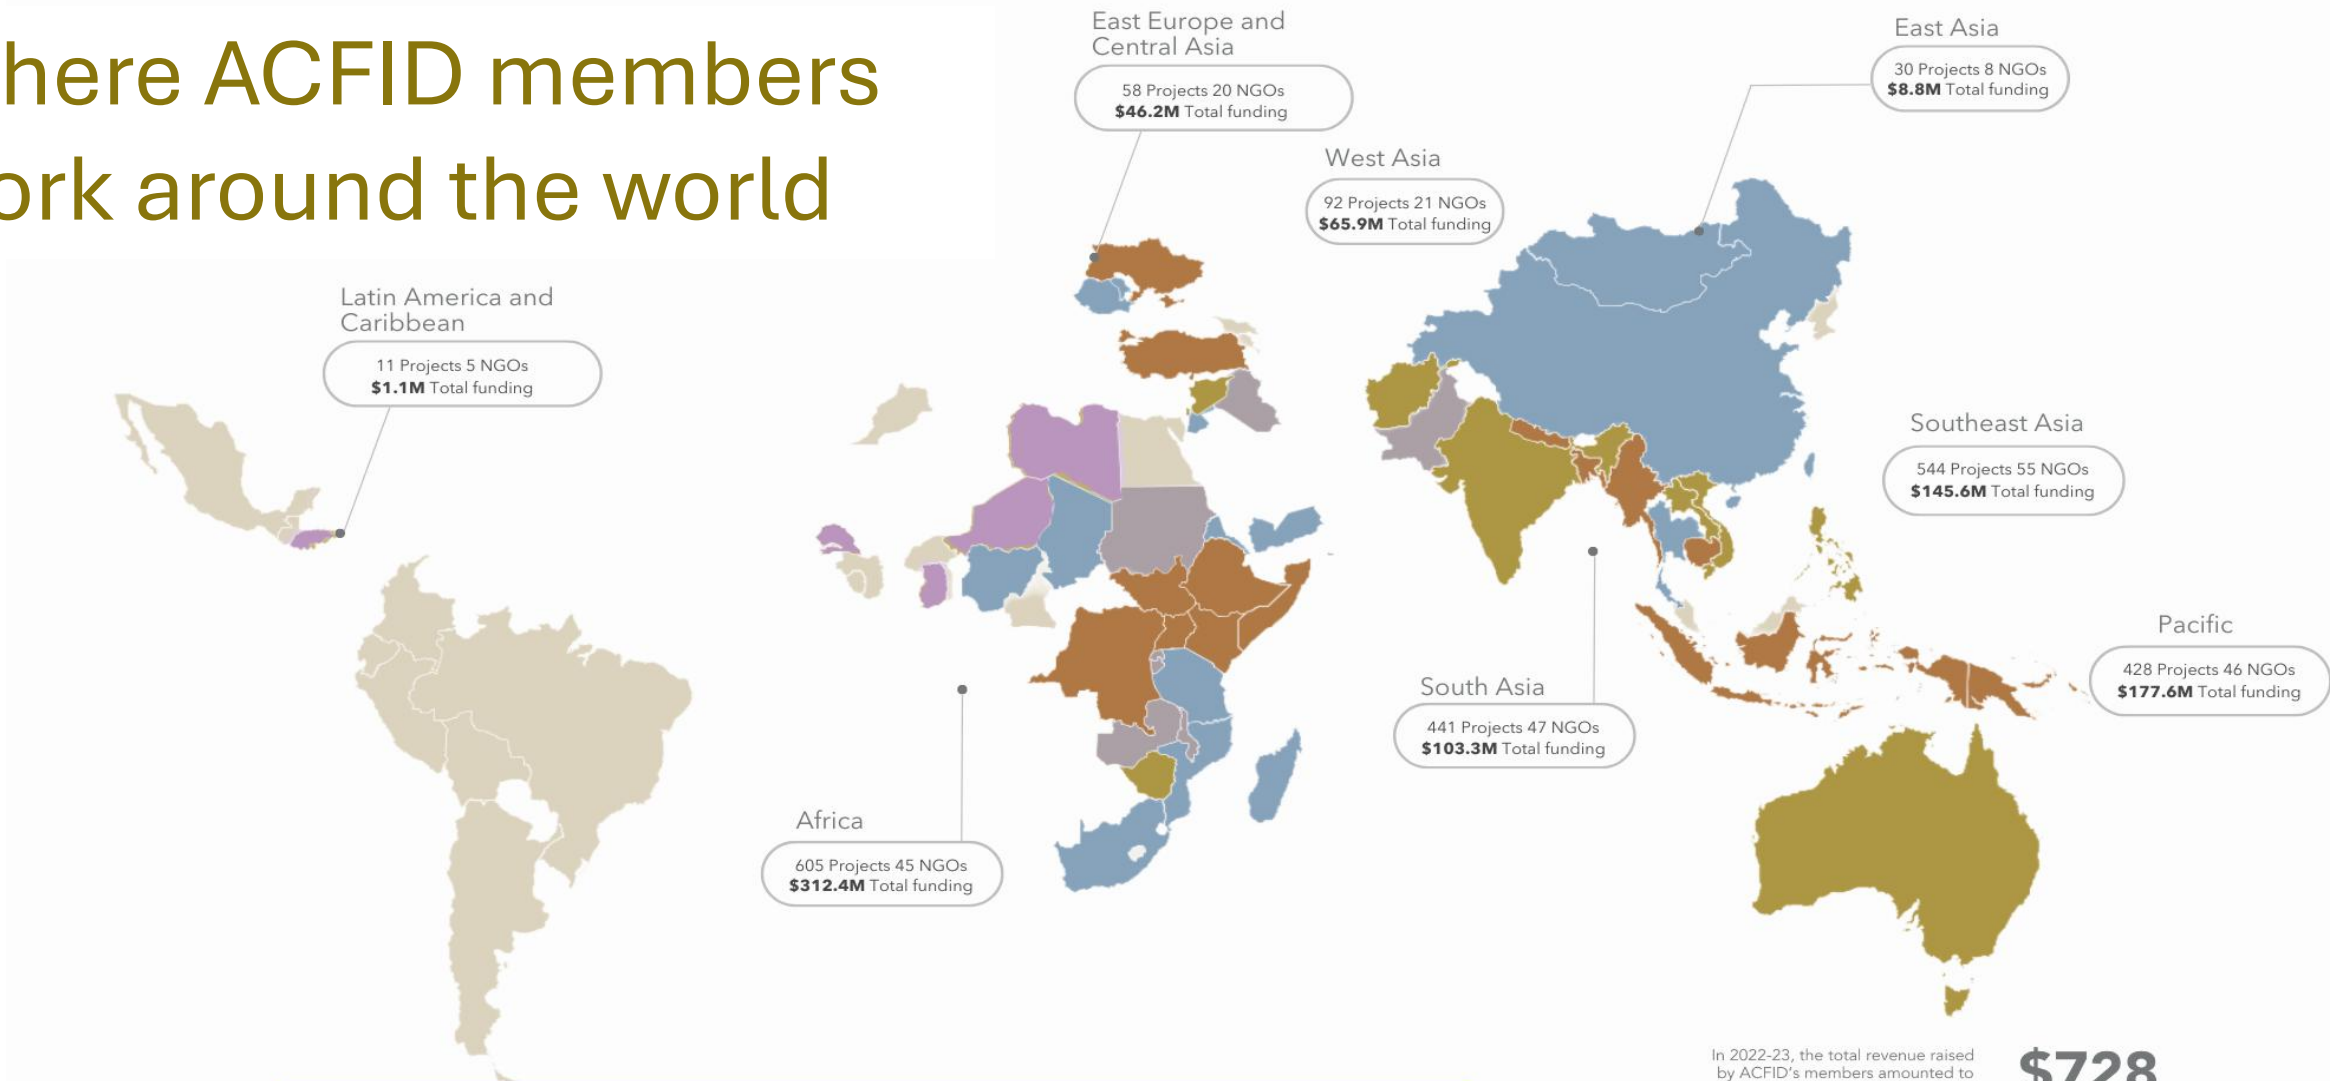 here ACFID members
ork around the world
East Europe and
Central Asia
58 Projects 20 NGOs
$46.2M Total funding
East Asia
30 Projects 8 NGOs
$8.8M Total funding
West Asia
92 Projects 21 NGOs
$65.9M Total funding
Latin America and
Caribbean
11 Projects 5 NGOs
$1.1M Total funding
Southeast Asia
544 Projects 55 NGOs
$145.6M Total funding
Pacific
428 Projects 46 NGOs
$177.6M Total funding
South Asia
441 Projects 47 NGOs
$103.3M Total funding
Africa
605 Projects 45 NGOs
$312.4M Total funding
In 2022-23, the total revenue raised
by ACFID's members amounted to
$728